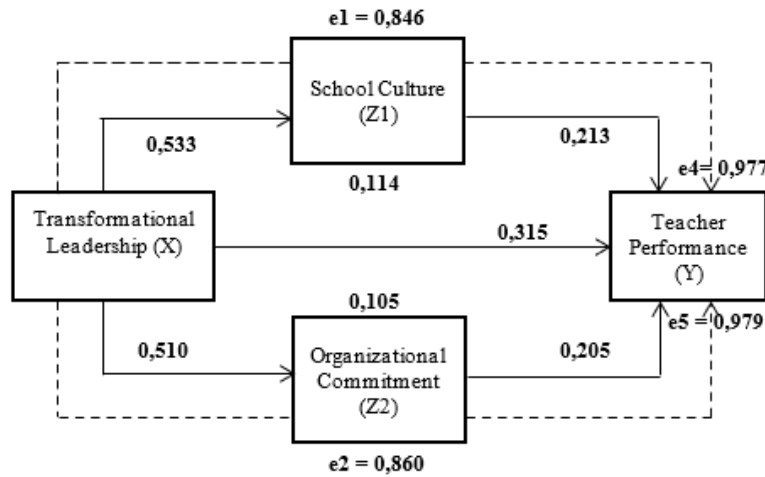 e1 = 0,846
School Culture
(Z1)
0,533
0,213
0,114
e4= 0,977
Transformational
Leadership (X)
0,315
Teacher
Performance
(Y)
0,105
e5 = 0,979
0,510
Organizational
Commitment
(Z2)
0,205
e2 = 0,860